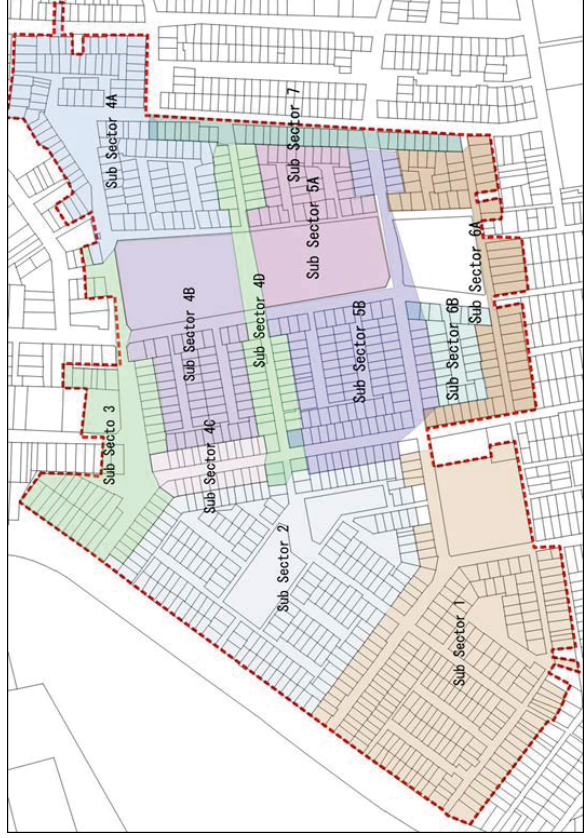 Sub Secto 3
Sub Sector 4A
Sub Sector 4B
Sub Sector 4C
Sub Sector 4D
Sub Sector 2
Sub Sector 7
Sub Sector 5A
Sub Sector 5B
Sub Sector 6B
Sub Sector 1
Sub Sector 6A